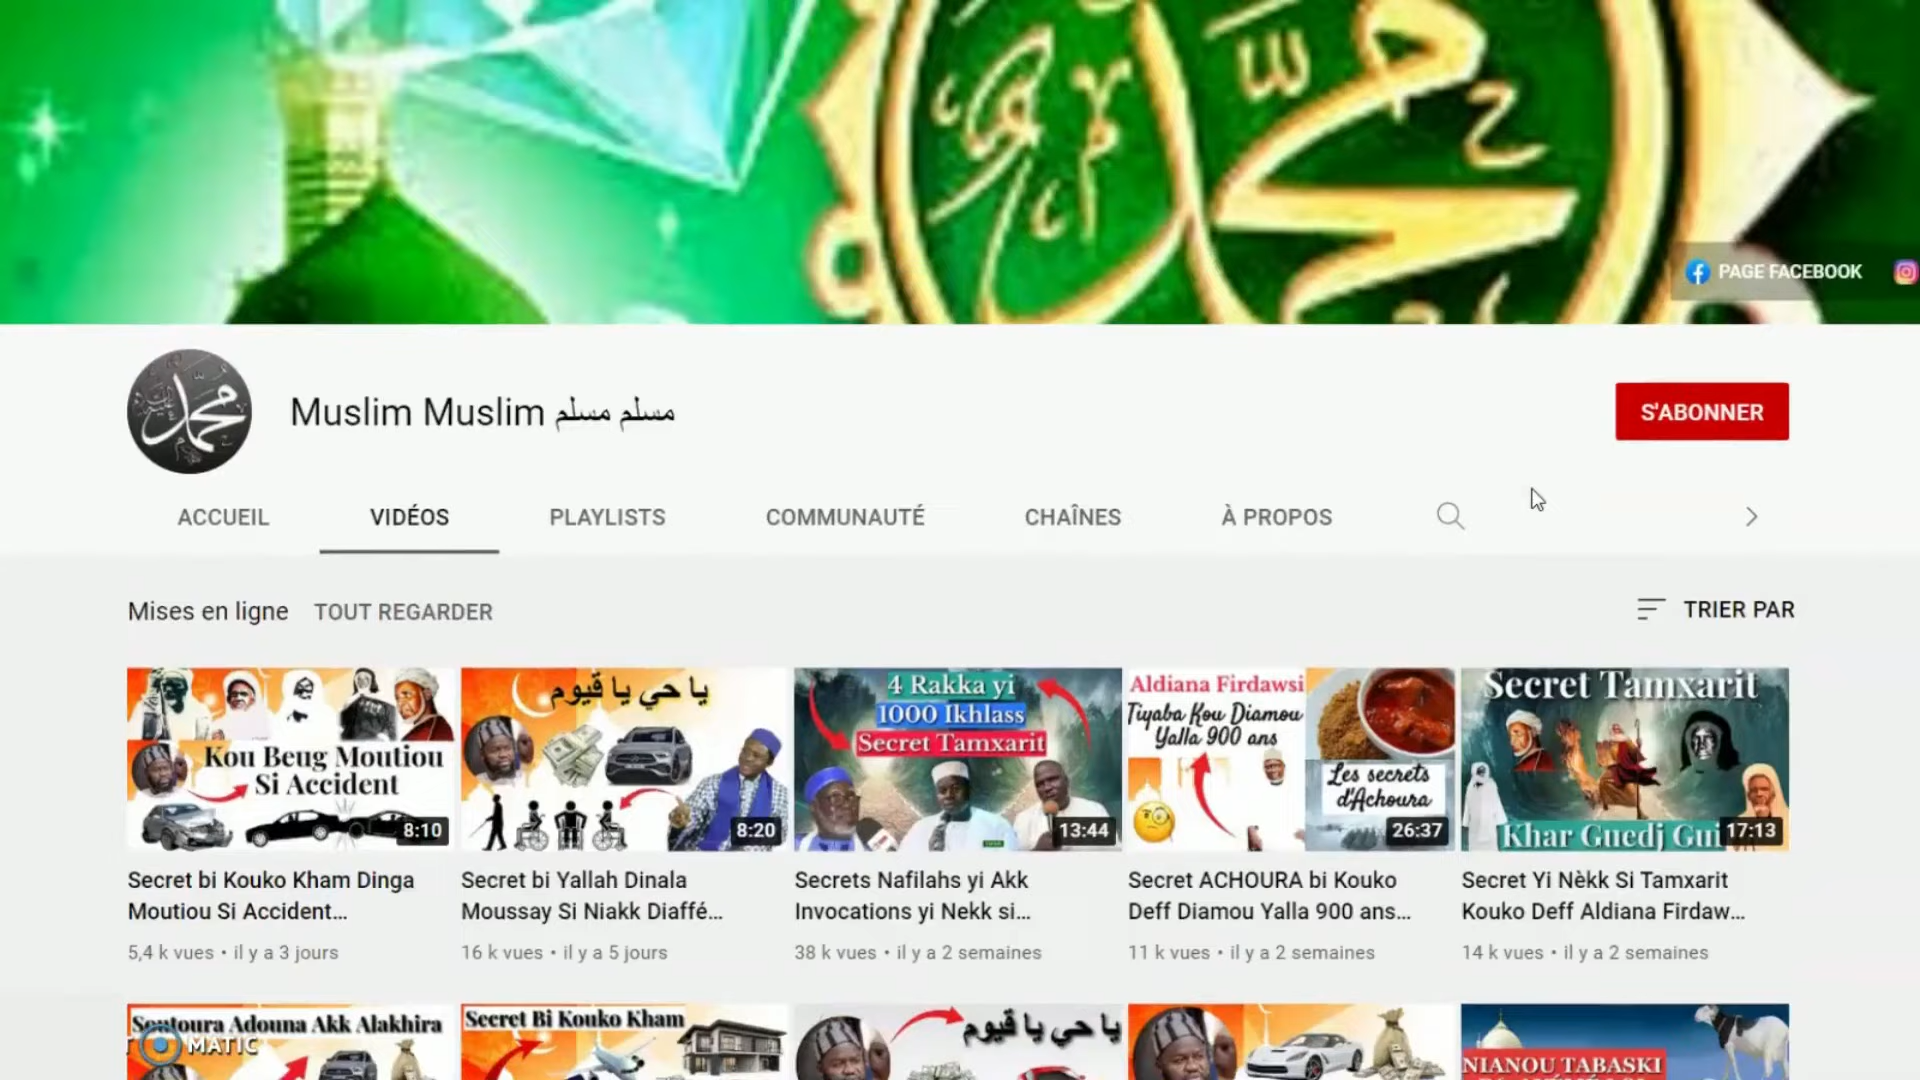 محمد
PAGE FACEBOOK
Muslim Muslim مسلم مسلم
S'ABONNER
ACCUEIL
VIDÉOS
PLAYLISTS
COMMUNAUTÉ
CHAÎNES
À PROPOS
Mises en ligne
TOUT REGARDER
TRIER PAR
Kou Beug Moutiou
Si Accident
8:10
يا حي يا قيوم
8:20
4 Rakka yi
1000 Ikhlass
Secret Tamxarit
13:44
Aldiana Firdawsi
Tiyaba Kou Diamou
Yalla 900 ans
Les secrets
d'Achoura
26:37
Secret Tamxarit
Khar Guedj Gui
17:13
Secret bi Kouko Kham Dinga
Moutiou Si Accident...
5,4 k vues • il y a 3 jours
Secret bi Yallah Dinala
Moussay Si Niakk Diaffé...
16 k vues • il y a 5 jours
Secrets Nafilahs yi Akk
Invocations yi Nekk si...
38 k vues • il y a 2 semaines
Secret ACHOURA bi Kouko
Deff Diamou Yalla 900 ans...
11 k vues • il y a 2 semaines
Secret Yi Nèkk Si Tamxarit
Kouko Deff Aldiana Firdaw...
14 k vues • il y a 2 semaines
Soutoura Adouna Akk Alakhira
MATIC
Secret Bi Kouko Kham
يا حي يا قيوم
NIANOU TABASKI